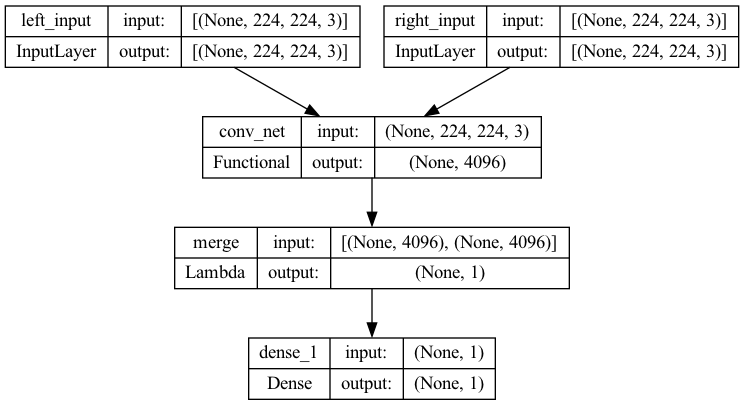 left_input input: [(None, 224, 224, 3)]
InputLayer output: [(None, 224, 224, 3)]
right_input input: [(None, 224, 224, 3)]
InputLayer output: [(None, 224, 224, 3)]
conv_net input: (None, 224, 224, 3)
Functional output: (None, 4096)
merge input: [(None, 4096), (None, 4096)]
Lambda output: (None, 1)
dense_1 input: (None, 1)
Dense output: (None, 1)